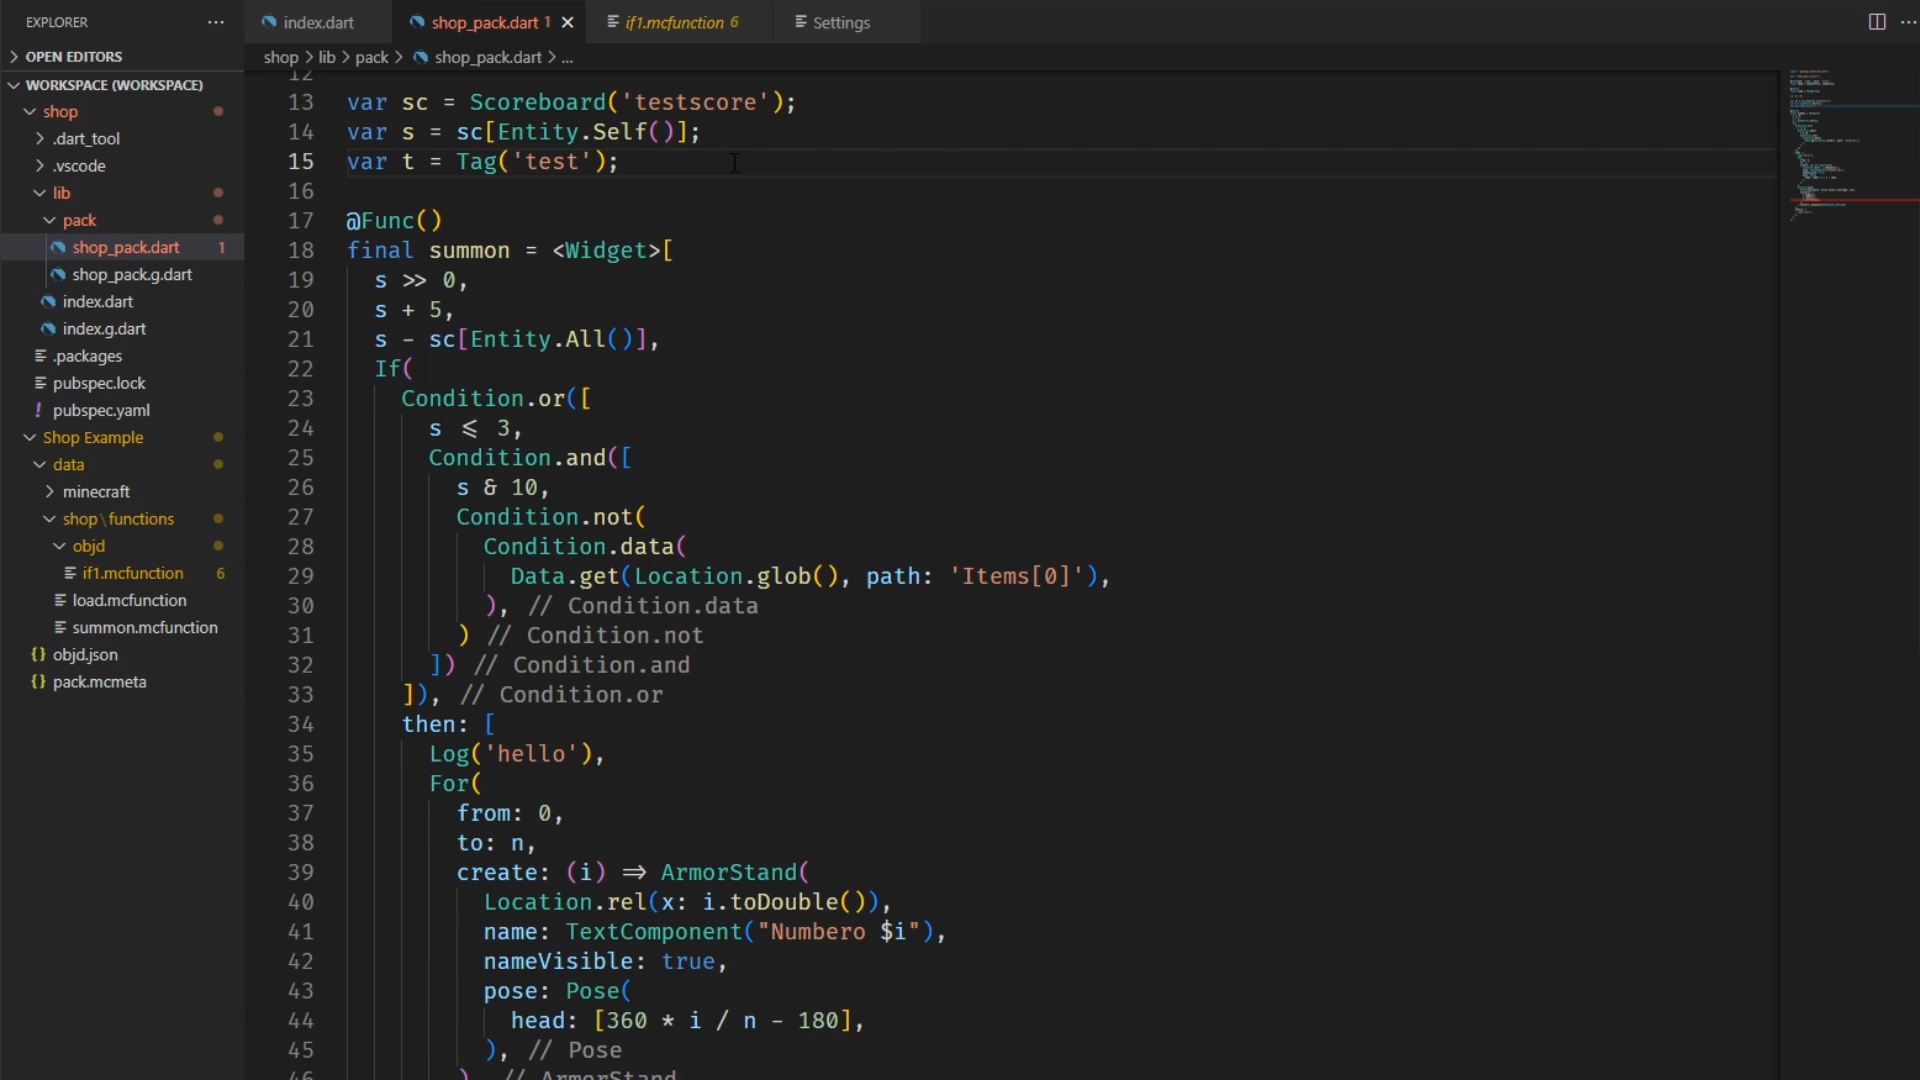 EXPLORER
OPEN EDITORS
WORKSPACE (WORKSPACE)
shop
.dart_tool
.vscode
lib
pack
shop_pack.dart 1
shop_pack.g.dart
index.dart
index.g.dart
.packages
pubspec.lock
! pubspec.yaml
Shop Example
data
minecraft
shop\functions
objd
if1.mcfunction 6
load.mcfunction
summon.mcfunction
{} objd.json
{} pack.mcmeta
index.dart
shop_pack.dart 1
if1.mcfunction 6
Settings
shop > lib > pack > shop_pack.dart > ...
12
13 var sc = Scoreboard('testscore');
14 var s = sc[Entity.Self()];
15 var t = Tag('test');
16
17 @Func()
18 final summon = <Widget>[
19 s >> 0,
20 s + 5,
21 s - sc[Entity.All()],
22 If(
23 Condition.or([
24 s <= 3,
25 Condition.and([
26 s & 10,
27 Condition.not(
28 Condition.data(
29 Data.get(Location.glob(), path: 'Items[0]'),
30 ), // Condition.data
31 ) // Condition.not
32 ]) // Condition.and
33 ]), // Condition.or
34 then: [
35 Log('hello'),
36 For(
37 from: 0,
38 to: n,
39 create: (i) => ArmorStand(
40 Location.rel(x: i.toDouble()),
41 name: TextComponent("Numbero $i"),
42 nameVisible: true,
43 pose: Pose(
44 head: [360 * i / n - 180],
45 ), // Pose
46 ) // ArmorStand